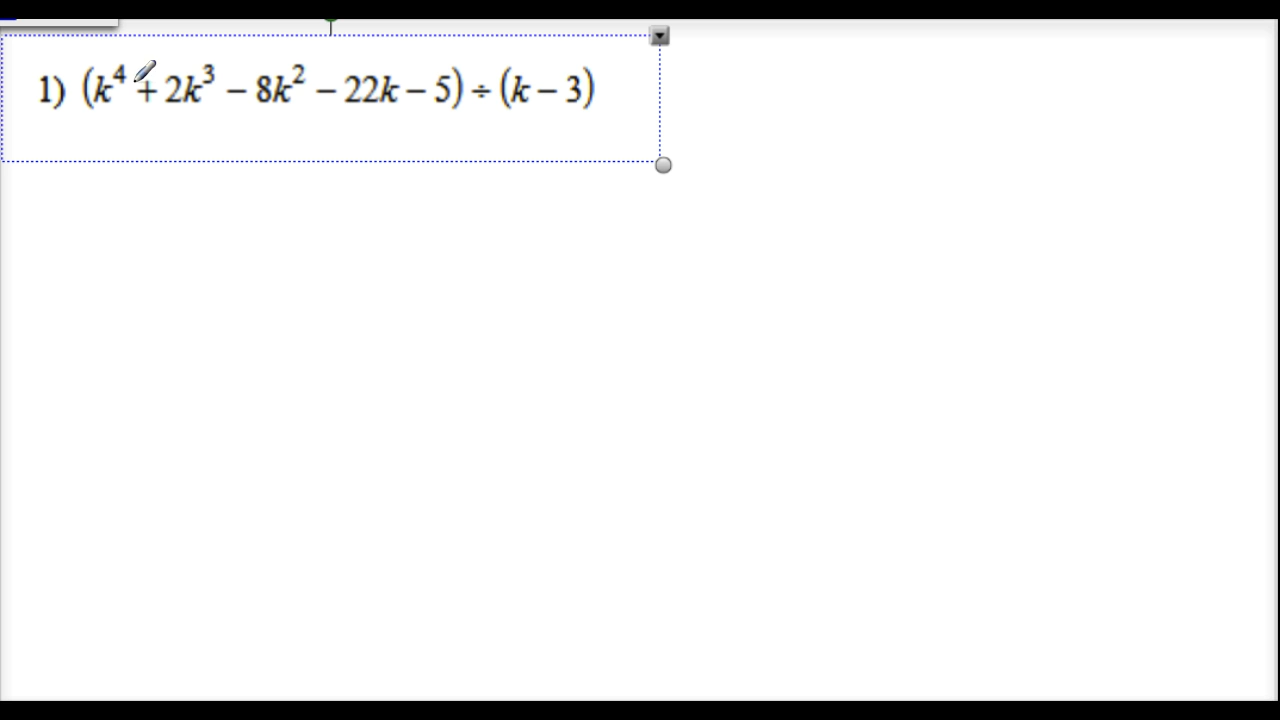 1) (k⁴ + 2k³ − 8k² − 22k − 5) ÷ (k − 3)